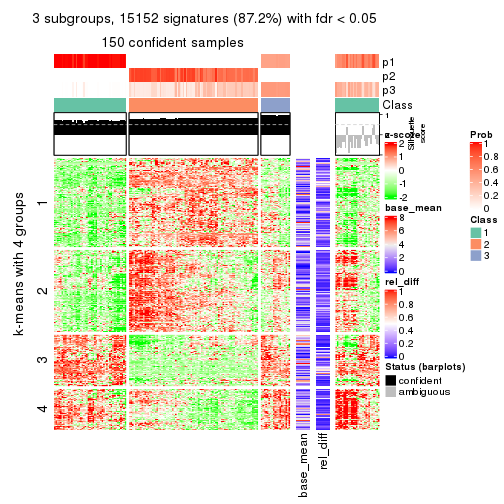 3 subgroups, 15152 signatures (87.2%) with fdr < 0.05
150 confident samples
p1
p2
p3
Class
1
Silhouette
score
k-means with 4 groups
1
2
3
4
base_mean
rel_diff
z-score
2
1
0
-1
-2
base_mean
8
6
4
2
0
rel_diff
1
0.8
0.6
0.4
0.2
0
Status (barplots)
confident
ambiguous
Prob
1
0.8
0.6
0.4
0.2
0
Class
1
2
3